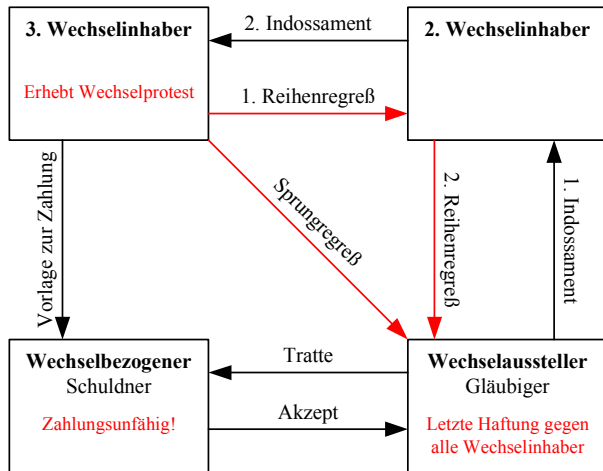 3. Wechselinhaber
Erhebt Wechselprotest
2. Indossament
2. Wechselinhaber
1. Reihenregreß
Vorlage zur Zahlung
Sprungregreß
2. Reihenregreß
1. Indossament
Wechselbezogener
Schuldner
Zahlungsunfähig!
Tratte
Akzept
Wechselaussteller
Gläubiger
Letzte Haftung gegen
alle Wechselinhaber